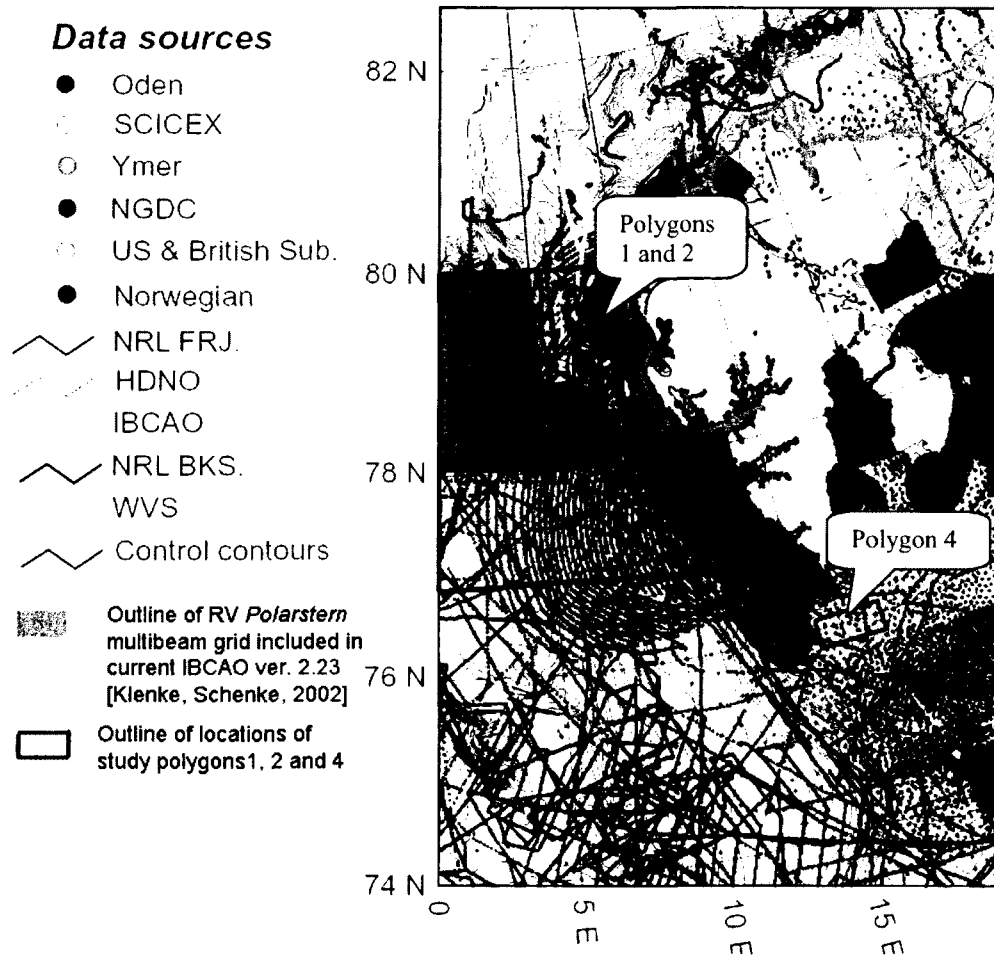 Data sources
Oden
SCICEX
Ymer
NGDC
US & British Sub.
Norwegian
NRL FRJ.
HDNO
IBCAO
NRL BKS.
WVS
Control contours
Outline of RV Polarstern
multibeam grid included in
current IBCAO ver. 2.23
[Klenke, Schenke, 2002]
Outline of locations of
study polygons1, 2 and 4
82 N
80 N
78 N
76 N
74 N
Polygons
1 and 2
Polygon 4
0
5 E
10 E
15 E